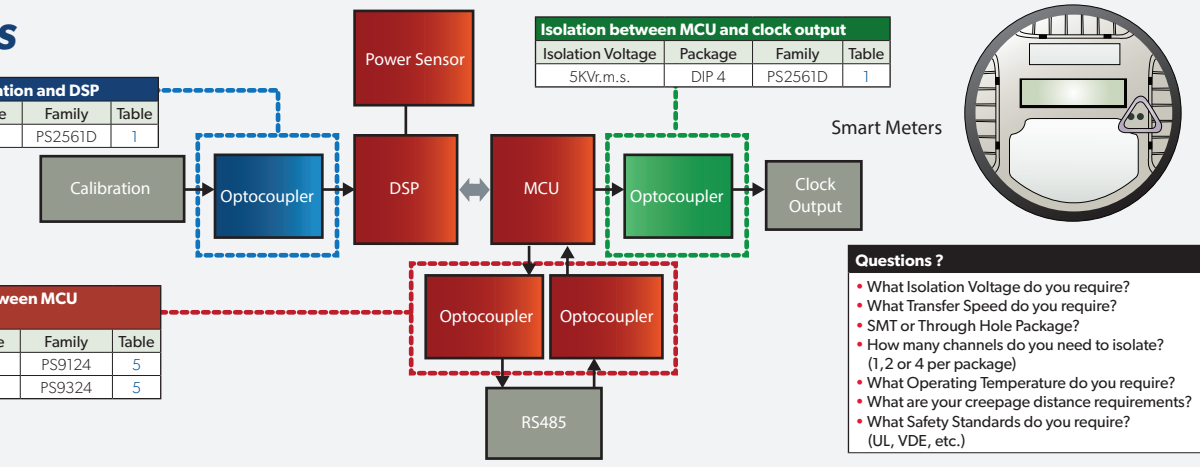 s
Power Sensor
Isolation between MCU and clock output
Isolation Voltage Package Family Table
5KVr.m.s. DIP 4 PS2561D 1
ation and DSP
e Family Table
PS2561D 1
Smart Meters
Calibration
Optocoupler
DSP
MCU
Optocoupler
Clock
Output
ween MCU
e Family Table
PS9124 5
PS9324 5
Optocoupler
Optocoupler
RS485
Questions ?
• What Isolation Voltage do you require?
• What Transfer Speed do you require?
• SMT or Through Hole Package?
• How many channels do you need to isolate?
(1,2 or 4 per package)
• What Operating Temperature do you require?
• What are your creepage distance requirements?
• What Safety Standards do you require?
(UL, VDE, etc.)